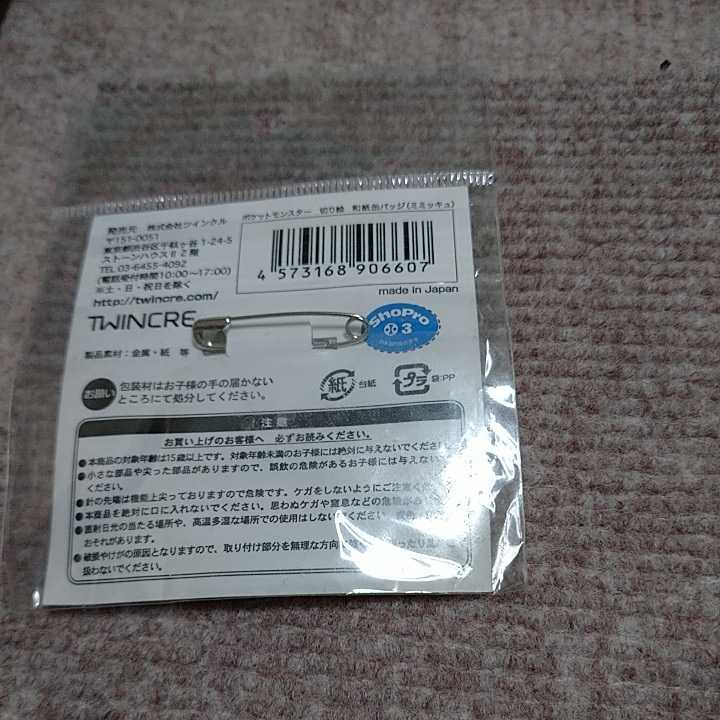 ポケットモンスター 切り絵 和紙缶バッジ(ミミッキュ)
発売元 株式会社ツインクル
〒151-0051
東京都渋谷区千駄ヶ谷 1-24-5
ストーンハウスⅡ 2階
TEL 03-6455-4092
(電話受付時間10:00〜17:00)
※土・日・祝日を除く
http://twincre.com/
4 573168 906607
made in Japan
TWINCRE
ShoPro
3
製品素材:金属・紙 等
お願い
包装材はお子様の手の届かない
ところにて処分してください。
紙 台紙
プラ 袋:PP
注意
お買い上げのお客様へ 必ずお読みください。
●本商品の対象年齢は15歳以上です。対象年齢未満のお子様には絶対に与えないでください。
●小さな部品や尖った部品がありますので、誤飲の危険があるお子様には与えな
ください。
●針の先端は機能上尖っておりますので危険です。ケガをしないようにご注意くだ
●本商品を絶対に口に入れないでください。思わぬケガや窒息などの危険が
●直射日光の当たる場所や、高温多湿な場所での使用はしない
おそれがあります。
●破損やけがの原因となりますので、取り付け部分を無理な方向に
扱わないでください。